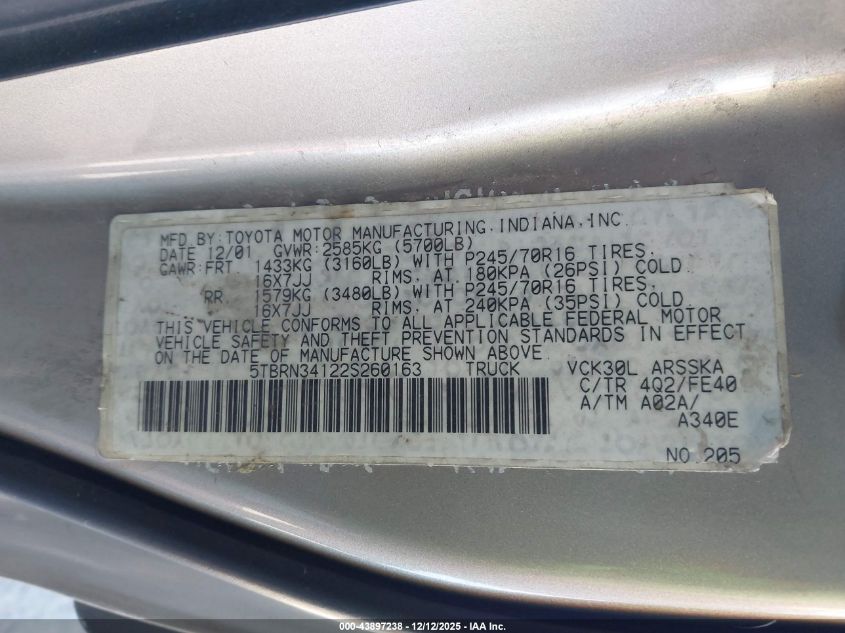 MFD.BY:TOYOTA MOTOR MANUFACTURING,INDIANA,INC.
DATE 12/01 GVWR:2585KG (5700LB)
GAWR:FRT. 1433KG (3160LB) WITH P245/70R16 TIRES,
16X7JJ RIMS, AT 180KPA (26PSI) COLD.
RR. 1579KG (3480LB) WITH P245/70R16 TIRES,
16X7JJ RIMS, AT 240KPA (35PSI) COLD.
THIS VEHICLE CONFORMS TO ALL APPLICABLE FEDERAL MOTOR
VEHICLE SAFETY AND THEFT PREVENTION STANDARDS IN EFFECT
ON THE DATE OF MANUFACTURE SHOWN ABOVE.
5TBRN34122S260163 TRUCK VCK30L ARSSKA
C/TR 4Q2/FE40
A/TM A02A/
A340E
NO.205
©-43897238 - 12/12/2025 - IAA Inc.